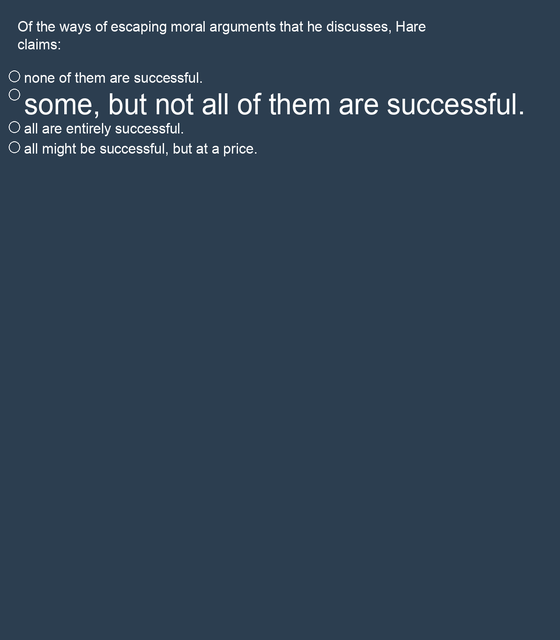 Of the ways of escaping moral arguments that he discusses, Hare
claims:
none of them are successful.
some, but not all of them are successful.
all are entirely successful.
all might be successful, but at a price.